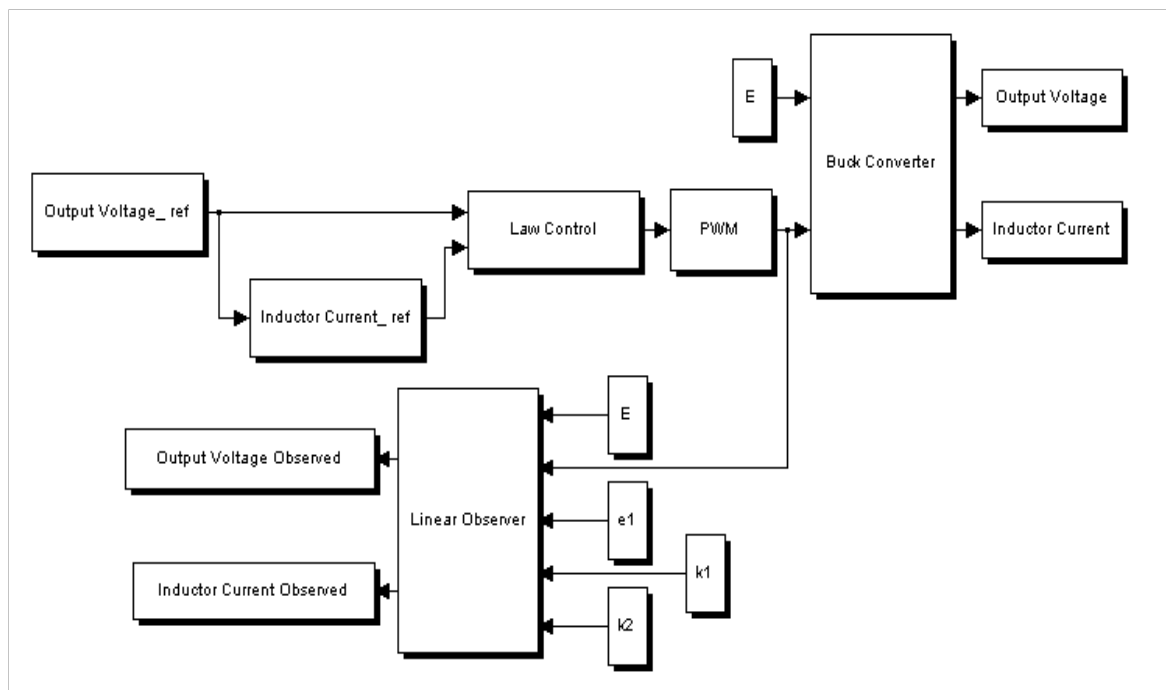 E
Output Voltage
Buck Converter
Output Voltage_ ref
Law Control
PWM
Inductor Current
Inductor Current_ ref
E
Output Voltage Observed
Linear Observer
e1
k1
Inductor Current Observed
k2